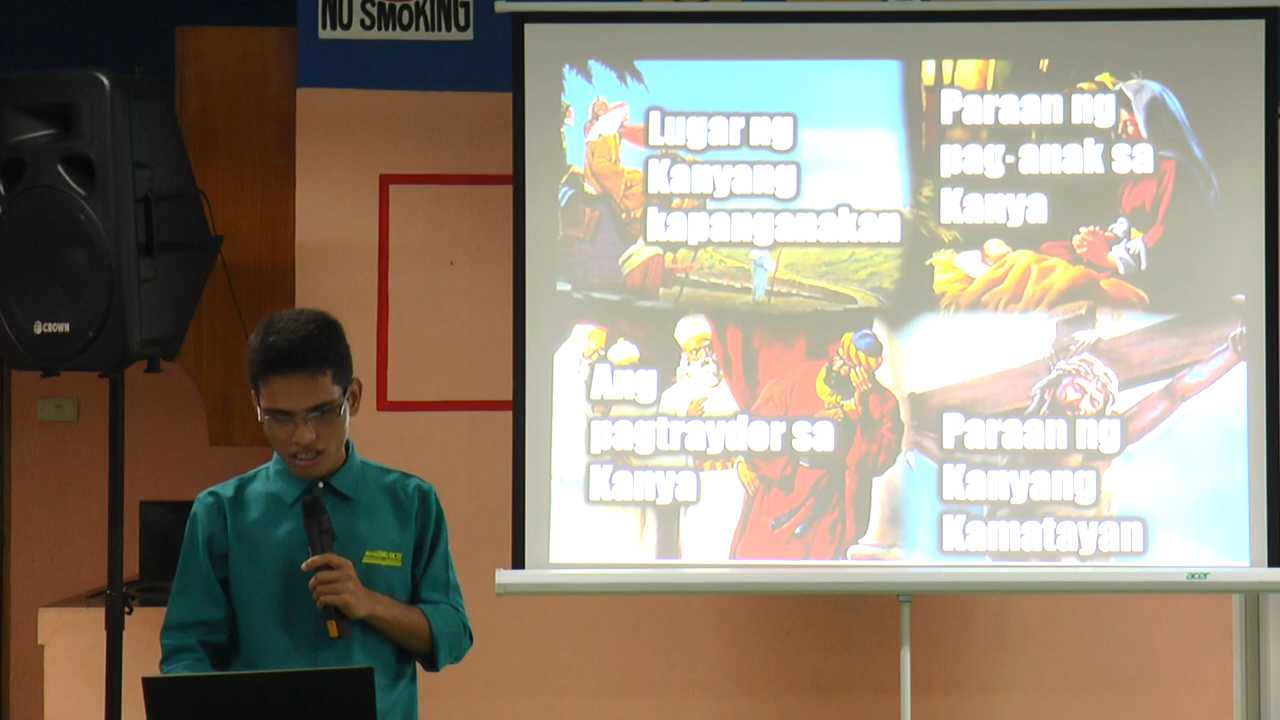 NO SMOKING
Lugar ng
Kanyang
kapanganakan
Paraan ng
pag-anak sa
Kanya
Ang
pagtraydor sa
Kanya
Paraan ng
Kanyang
Kamatayan
CROWN
acer